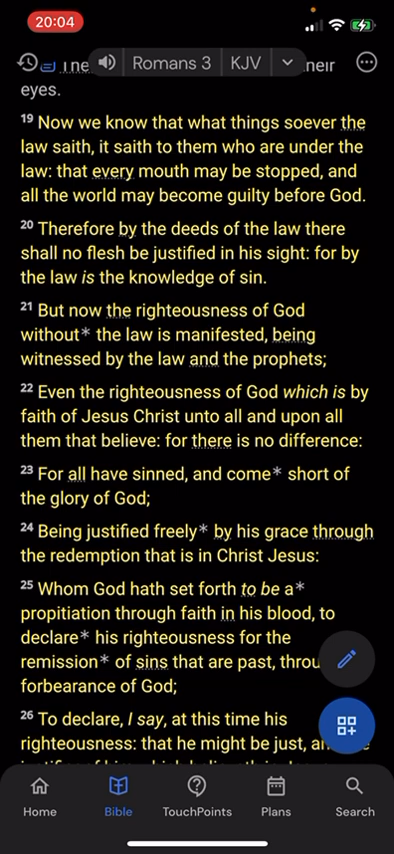 20:04
Romans 3 KJV
eyes.
19 Now we know that what things soever the
law saith, it saith to them who are under the
law: that every mouth may be stopped, and
all the world may become guilty before God.
20 Therefore by the deeds of the law there
shall no flesh be justified in his sight: for by
the law is the knowledge of sin.
21 But now the righteousness of God
without* the law is manifested, being
witnessed by the law and the prophets;
22 Even the righteousness of God which is by
faith of Jesus Christ unto all and upon all
them that believe: for there is no difference:
23 For all have sinned, and come* short of
the glory of God;
24 Being justified freely* by his grace through
the redemption that is in Christ Jesus:
25 Whom God hath set forth to be a*
propitiation through faith in his blood, to
declare* his righteousness for the
remission* of sins that are past, throu
forbearance of God;
26 To declare, I say, at this time his
righteousness: that he might be just, an
Home Bible TouchPoints Plans Search